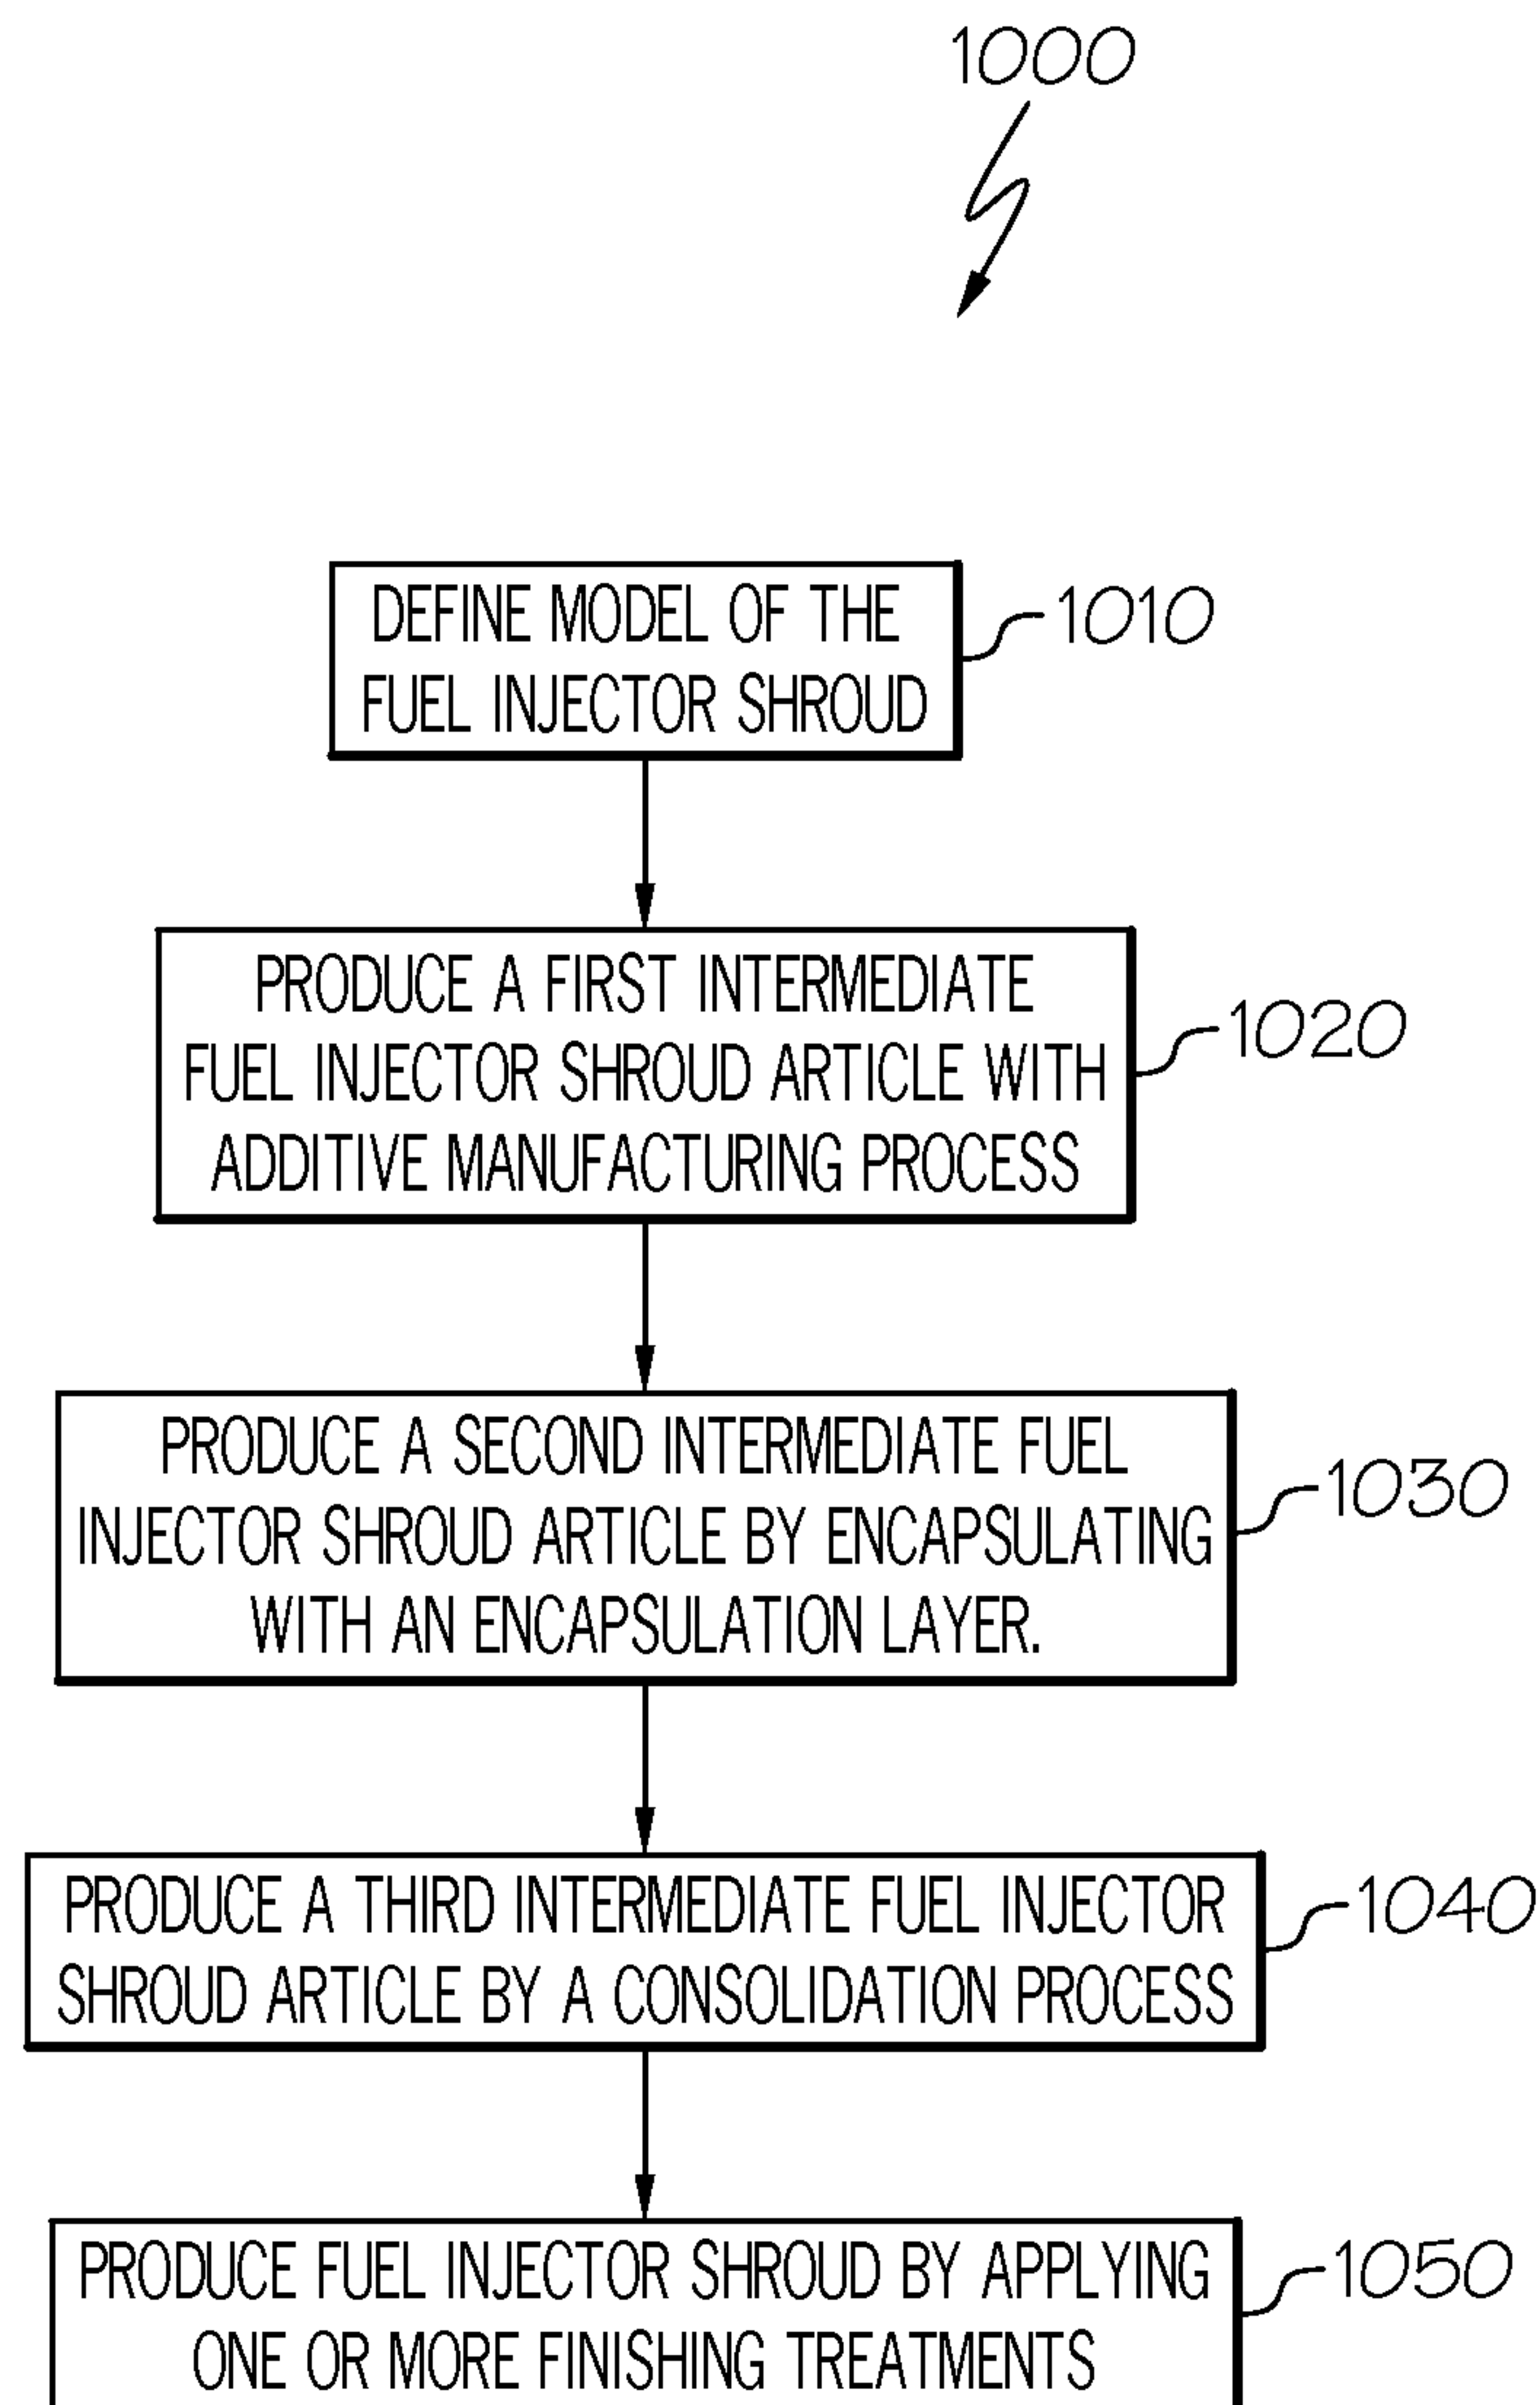 1000
DEFINE MODEL OF THE
FUEL INJECTOR SHROUD
1010
PRODUCE A FIRST INTERMEDIATE
FUEL INJECTOR SHROUD ARTICLE WITH
ADDITIVE MANUFACTURING PROCESS
1020
PRODUCE A SECOND INTERMEDIATE FUEL
INJECTOR SHROUD ARTICLE BY ENCAPSULATING
WITH AN ENCAPSULATION LAYER.
1030
PRODUCE A THIRD INTERMEDIATE FUEL INJECTOR
SHROUD ARTICLE BY A CONSOLIDATION PROCESS
1040
PRODUCE FUEL INJECTOR SHROUD BY APPLYING
ONE OR MORE FINISHING TREATMENTS
1050